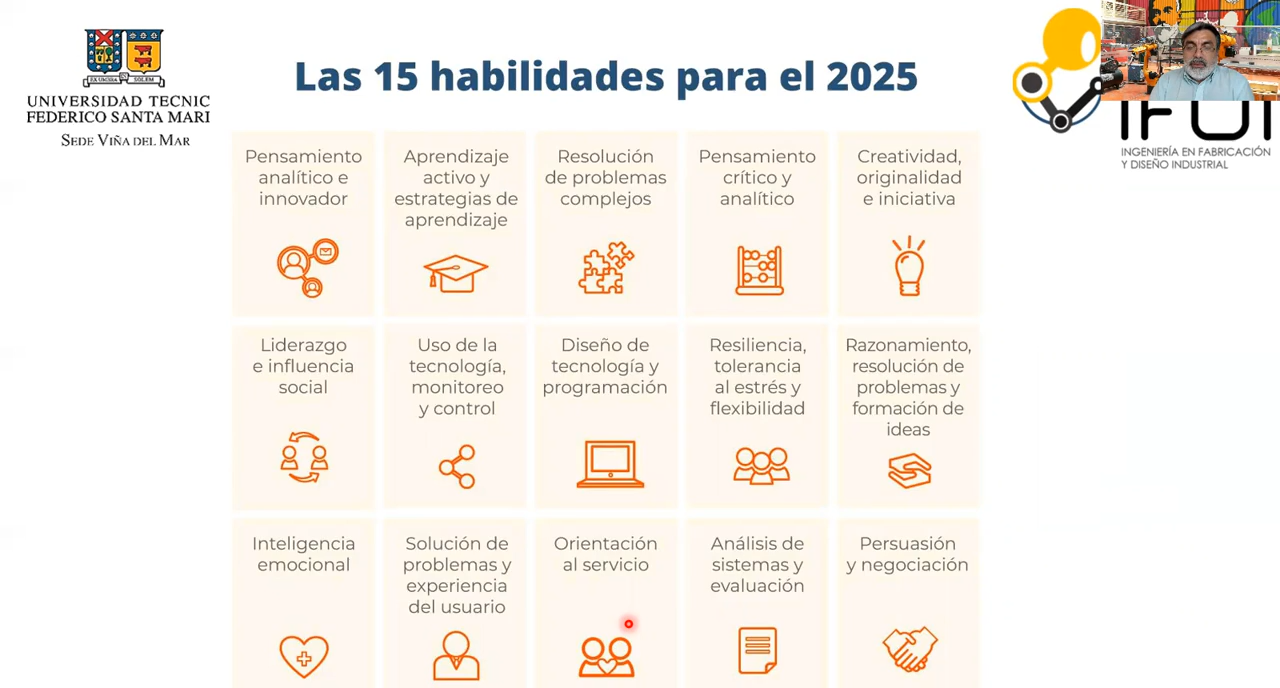 UNIVERSIDAD TECNIC
FEDERICO SANTA MARI
SEDE VIÑA DEL MAR
Las 15 habilidades para el 2025
INGENIERÍA EN FABRICACIÓN
Y DISEÑO INDUSTRIAL
Pensamiento
analítico e
innovador
Aprendizaje
activo y
estrategias de
aprendizaje
Resolución
de problemas
complejos
Pensamiento
crítico y
analítico
Creatividad,
originalidad
e iniciativa
Liderazgo
e influencia
social
Uso de la
tecnología,
monitoreo
y control
Diseño de
tecnología y
programación
Resiliencia,
tolerancia
al estrés y
flexibilidad
Razonamiento,
resolución de
problemas y
formación de
ideas
Inteligencia
emocional
Solución de
problemas y
experiencia
del usuario
Orientación
al servicio
Análisis de
sistemas y
evaluación
Persuasión
y negociación